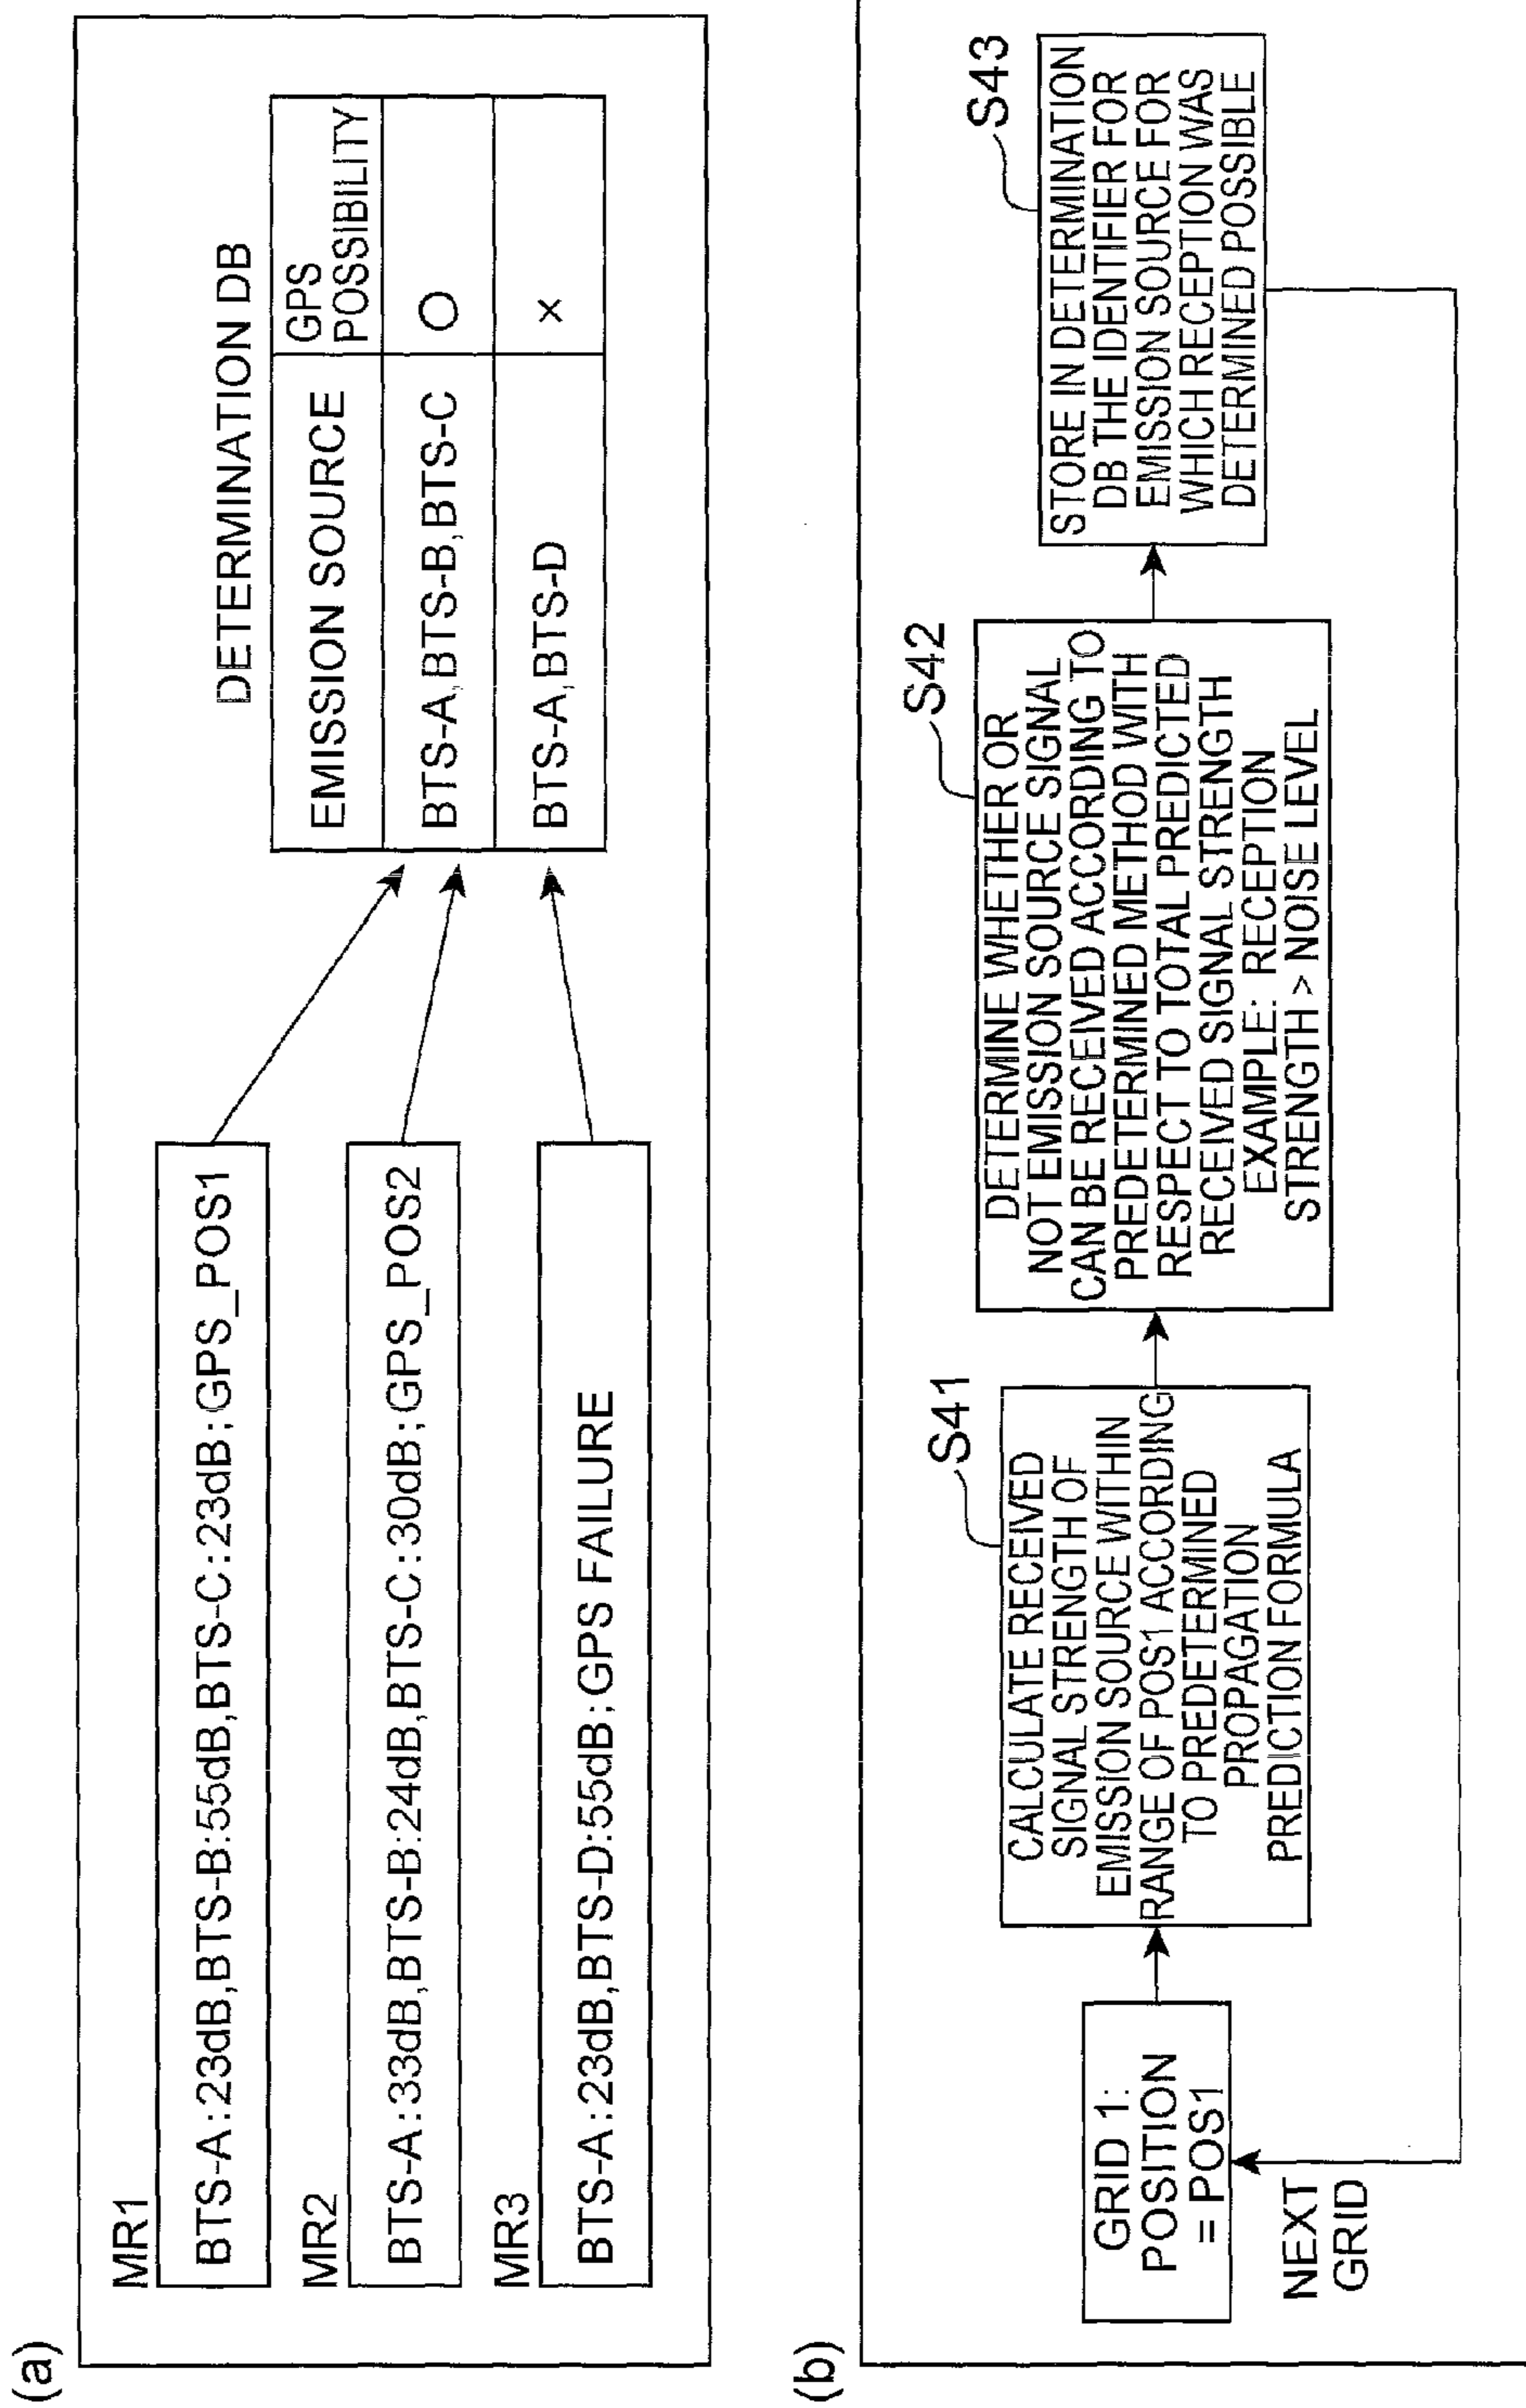 (a)
MR1
BTS-A:23dB,BTS-B:55dB,BTS-C:23dB;GPS_POS1
MR2
BTS-A:33dB,BTS-B:24dB,BTS-C:30dB;GPS_POS2
MR3
BTS-A:23dB,BTS-D:55dB;GPS FAILURE
DETERMINATION DB
EMISSION SOURCE
GPS
POSSIBILITY
BTS-A,BTS-B,BTS-C
○
BTS-A,BTS-D
×
(b)
GRID 1:
POSITION
= POS1
NEXT
GRID
S41
CALCULATE RECEIVED
SIGNAL STRENGTH OF
EMISSION SOURCE WITHIN
RANGE OF POS1 ACCORDING
TO PREDETERMINED
PROPAGATION
PREDICTION FORMULA
S42
DETERMINE WHETHER OR
NOT EMISSION SOURCE SIGNAL
CAN BE RECEIVED ACCORDING TO
PREDETERMINED METHOD WITH
RESPECT TO TOTAL PREDICTED
RECEIVED SIGNAL STRENGTH
EXAMPLE: RECEPTION
STRENGTH > NOISE LEVEL
S43
STORE IN DETERMINATION
DB THE IDENTIFIER FOR
EMISSION SOURCE FOR
WHICH RECEPTION WAS
DETERMINED POSSIBLE